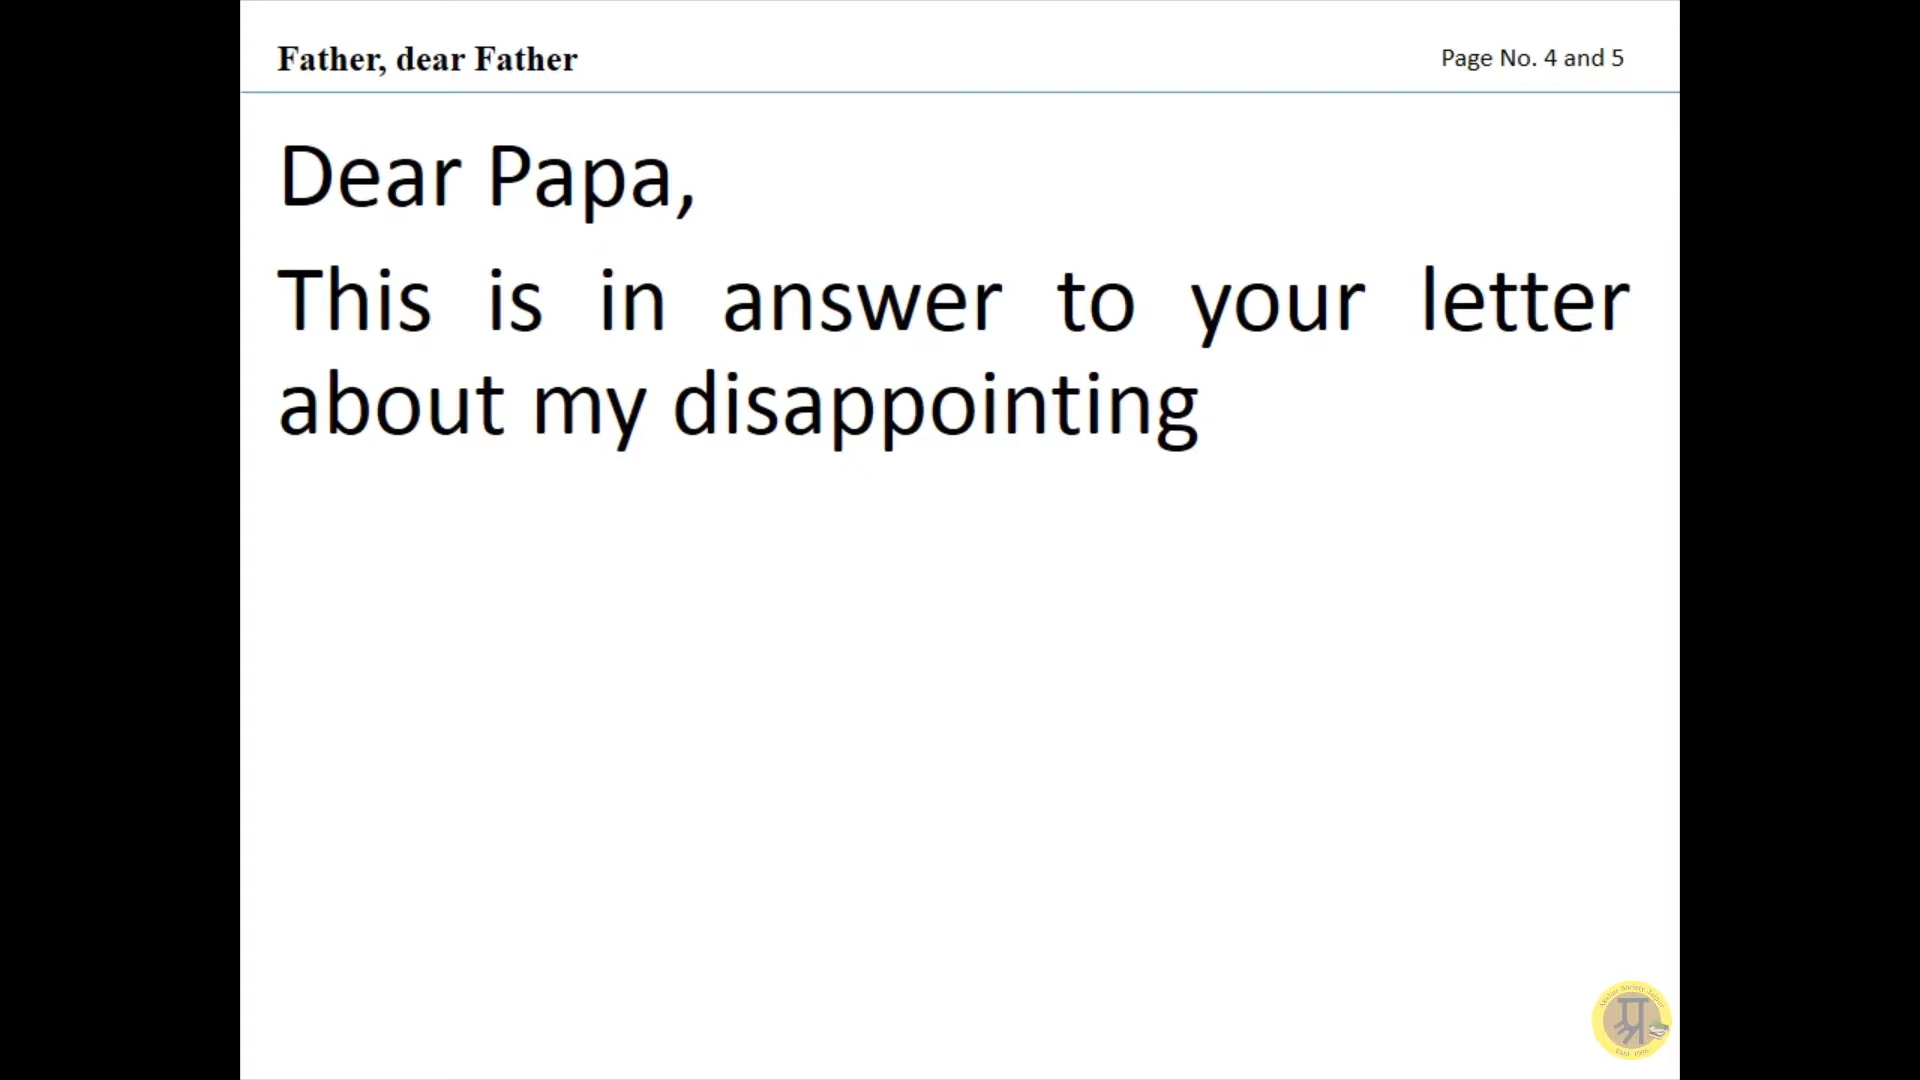 Father, dear Father
Page No. 4 and 5
Dear Papa,
This is in answer to your letter
about my disappointing
प्र